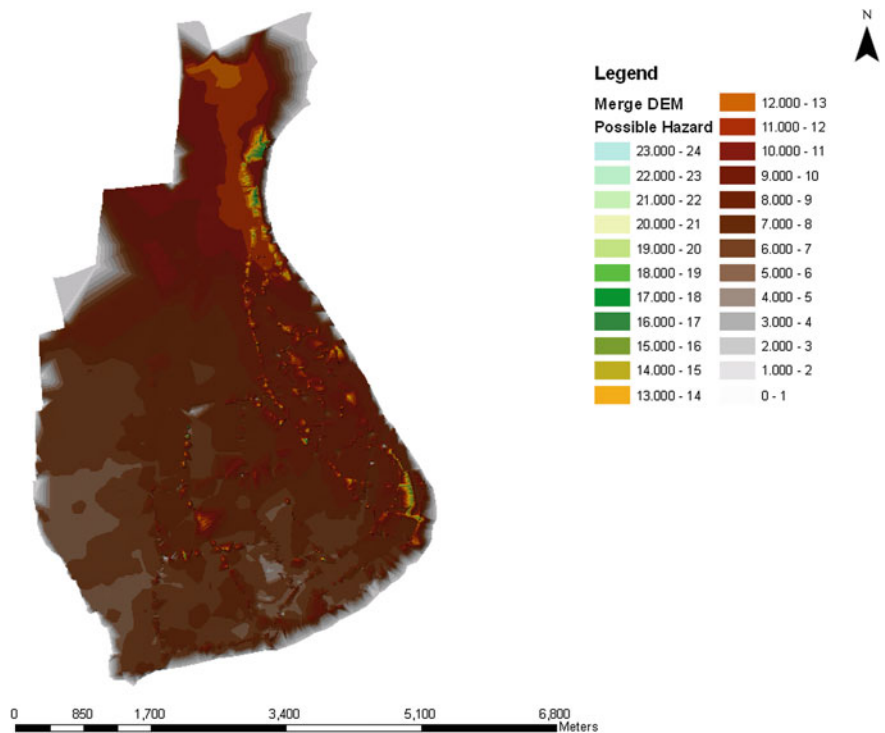 N
Legend
Merge DEM
Possible Hazard
23.000 - 24
22.000 - 23
21.000 - 22
20.000 - 21
19.000 - 20
18.000 - 19
17.000 - 18
16.000 - 17
15.000 - 16
14.000 - 15
13.000 - 14
12.000 - 13
11.000 - 12
10.000 - 11
9.000 - 10
8.000 - 9
7.000 - 8
6.000 - 7
5.000 - 6
4.000 - 5
3.000 - 4
2.000 - 3
1.000 - 2
0 - 1
0 850 1,700 3,400 5,100 6,800
Meters